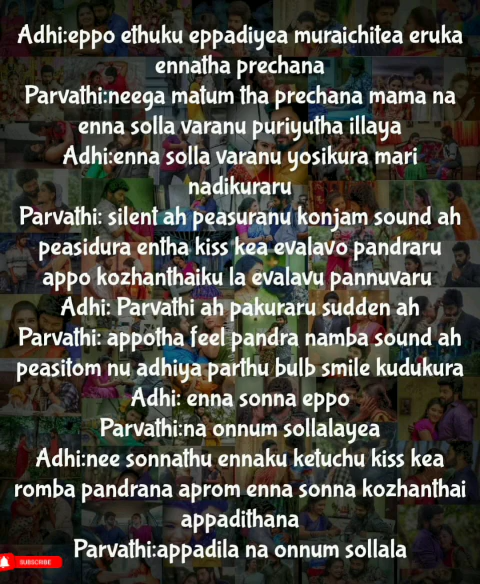 Adhi:eppo ethuku eppadiyea muraichitea eruka
ennatha prechana
Parvathi:neega matum tha prechana mama na
enna solla varanu puriyutha illaya
Adhi:enna solla varanu yosikura mari
nadikuraru
Parvathi: silent ah peasuranu konjam sound ah
peasidura entha kiss kea evalavo pandraru
appo kozhanthaiku la evalavu pannuvaru
Adhi: Parvathi ah pakuraru sudden ah
Parvathi: appotha feel pandra namba sound ah
peasitom nu adhiya parthu bulb smile kudukura
Adhi: enna sonna eppo
Parvathi:na onnum sollalayea
Adhi:nee sonnathu ennaku ketuchu kiss kea
romba pandrana aprom enna sonna kozhanthai
appadithana
Parvathi:appadila na onnum sollala
SUBSCRIBE